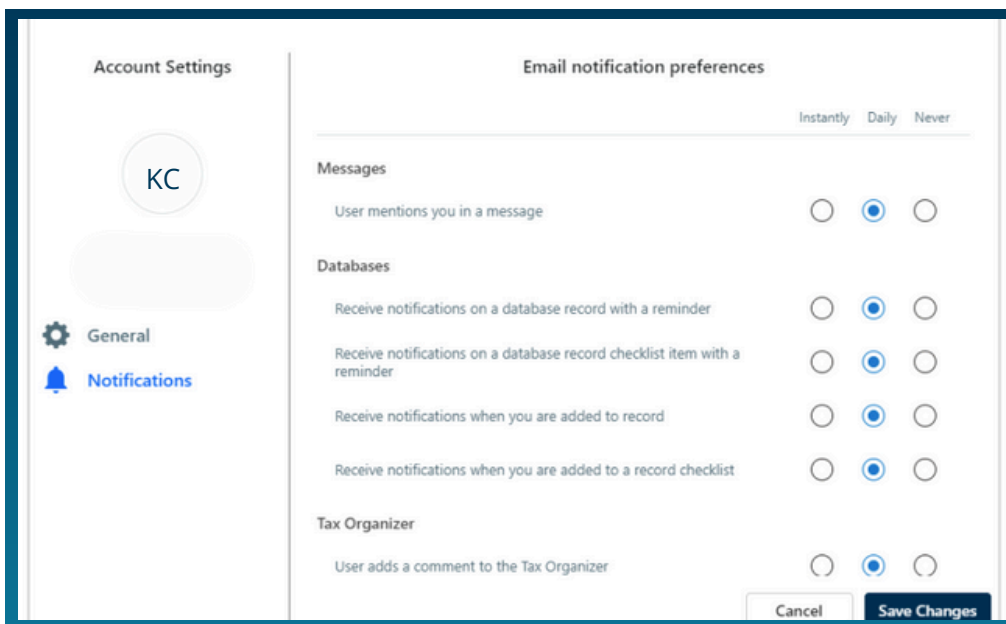 Account Settings
KC
General
Notifications
Email notification preferences
Instantly Daily Never
Messages
User mentions you in a message
Databases
Receive notifications on a database record with a reminder
Receive notifications on a database record checklist item with a
reminder
Receive notifications when you are added to record
Receive notifications when you are added to a record checklist
Tax Organizer
User adds a comment to the Tax Organizer
Cancel Save Changes